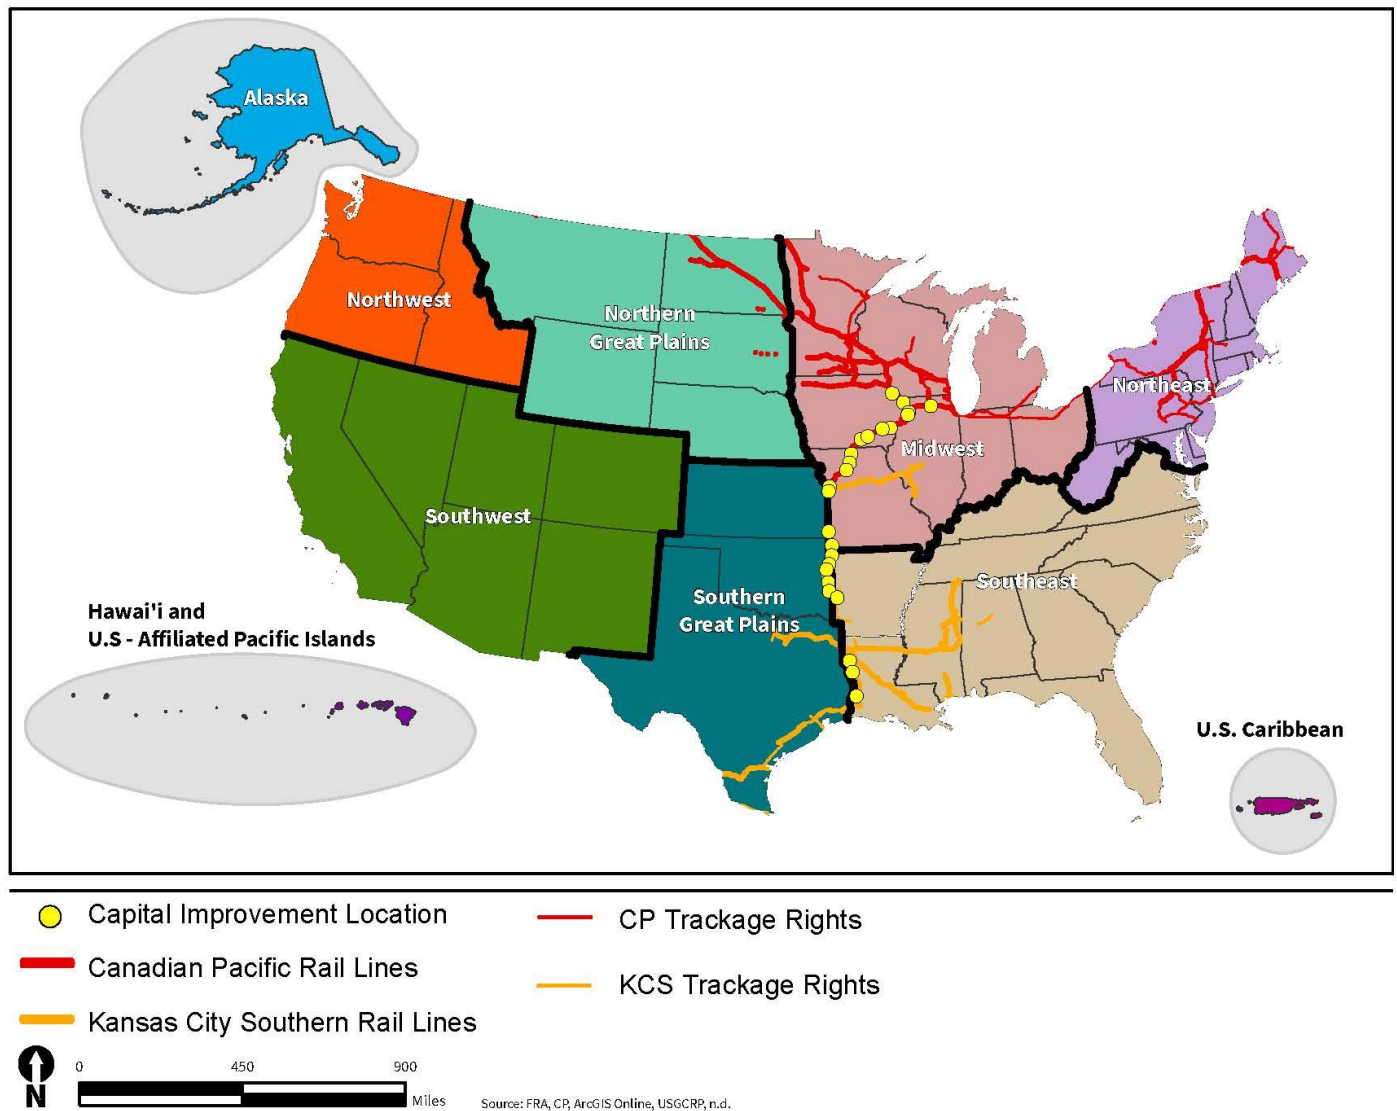 Alaska
Northwest
Northern
Great Plains
Northeast
Midwest
Southwest
Southeast
Southern
Great Plains
Hawai'i and
U.S - Affiliated Pacific Islands
U.S. Caribbean
Capital Improvement Location
CP Trackage Rights
Canadian Pacific Rail Lines
KCS Trackage Rights
Kansas City Southern Rail Lines
N
0 450 900
Miles
Source: FRA, CP, ArcGIS Online, USGCRP, n.d.